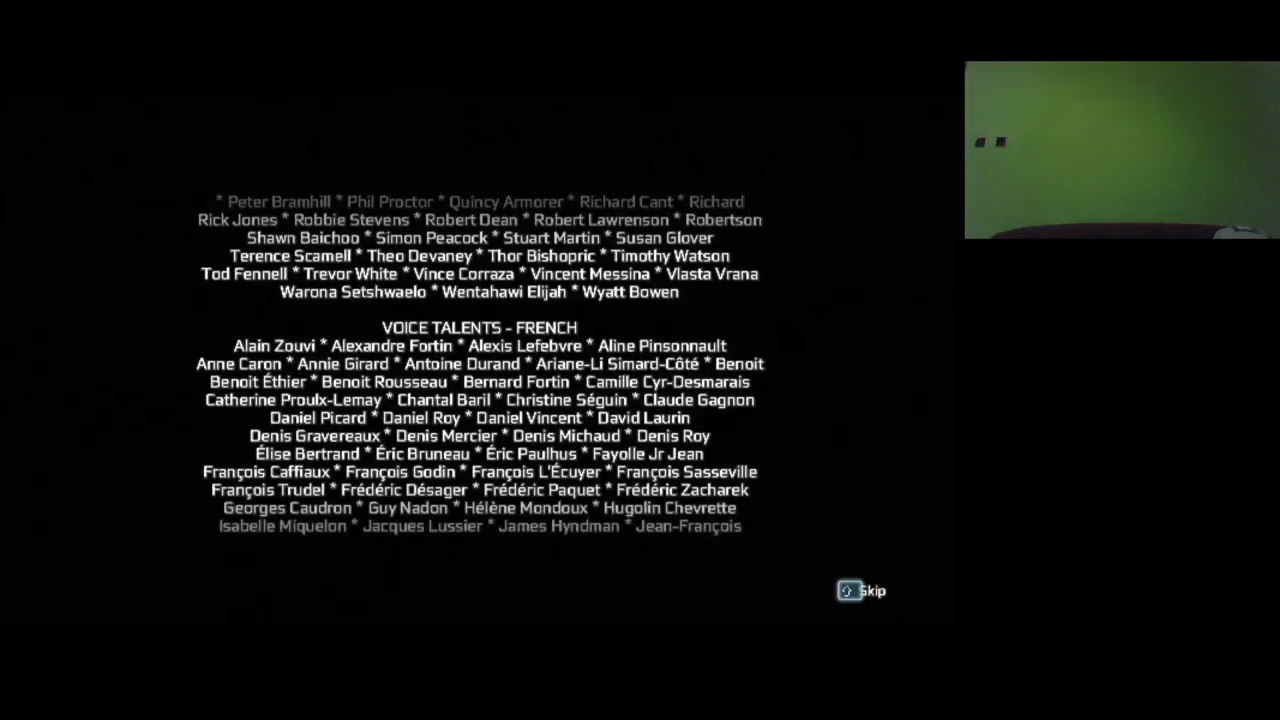 * Peter Bramhill * Phil Proctor * Quincy Armorer * Richard Cant * Richard
Rick Jones * Robbie Stevens * Robert Dean * Robert Lawrenson * Robertson
Shawn Baichoo * Simon Peacock * Stuart Martin * Susan Glover
Terence Scamell * Theo Devaney * Thor Bishopric * Timothy Watson
Tod Fennell * Trevor White * Vince Corraza * Vincent Messina * Vlasta Vrana
Warona Setshwaelo * Wentahawi Elijah * Wyatt Bowen
VOICE TALENTS - FRENCH
Alain Zouvi * Alexandre Fortin * Alexis Lefebvre * Aline Pinsonnault
Anne Caron * Annie Girard * Antoine Durand * Ariane-Li Simard-Côté * Benoit
Benoit Éthier * Benoit Rousseau * Bernard Fortin * Camille Cyr-Desmarais
Catherine Proulx-Lemay * Chantal Baril * Christine Séguin * Claude Gagnon
Daniel Picard * Daniel Roy * Daniel Vincent * David Laurin
Denis Gravereaux * Denis Mercier * Denis Michaud * Denis Roy
Élise Bertrand * Éric Bruneau * Éric Paulhus * Fayolle Jr Jean
François Caffiaux * François Godin * François L'Écuyer * François Sasseville
François Trudel * Frédéric Désager * Frédéric Paquet * Frédéric Zacharek
Georges Caudron * Guy Nadon * Hélène Mondoux * Hugolin Chevrette
Isabelle Miquelon * Jacques Lussier * James Hyndman * Jean-François
Skip